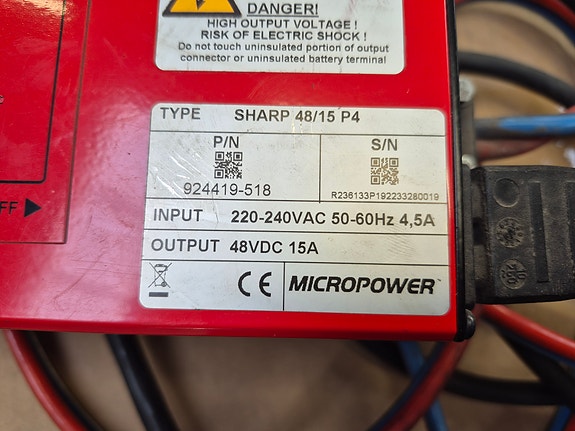 DANGER!
HIGH OUTPUT VOLTAGE !
RISK OF ELECTRIC SHOCK !
Do not touch uninsulated portion of output
connector or uninsulated battery terminal
TYPE SHARP 48/15 P4
P/N S/N
924419-518 R236133P192233280019
FF
INPUT 220-240VAC 50-60Hz 4,5A
OUTPUT 48VDC 15A
CE MICROPOWER™